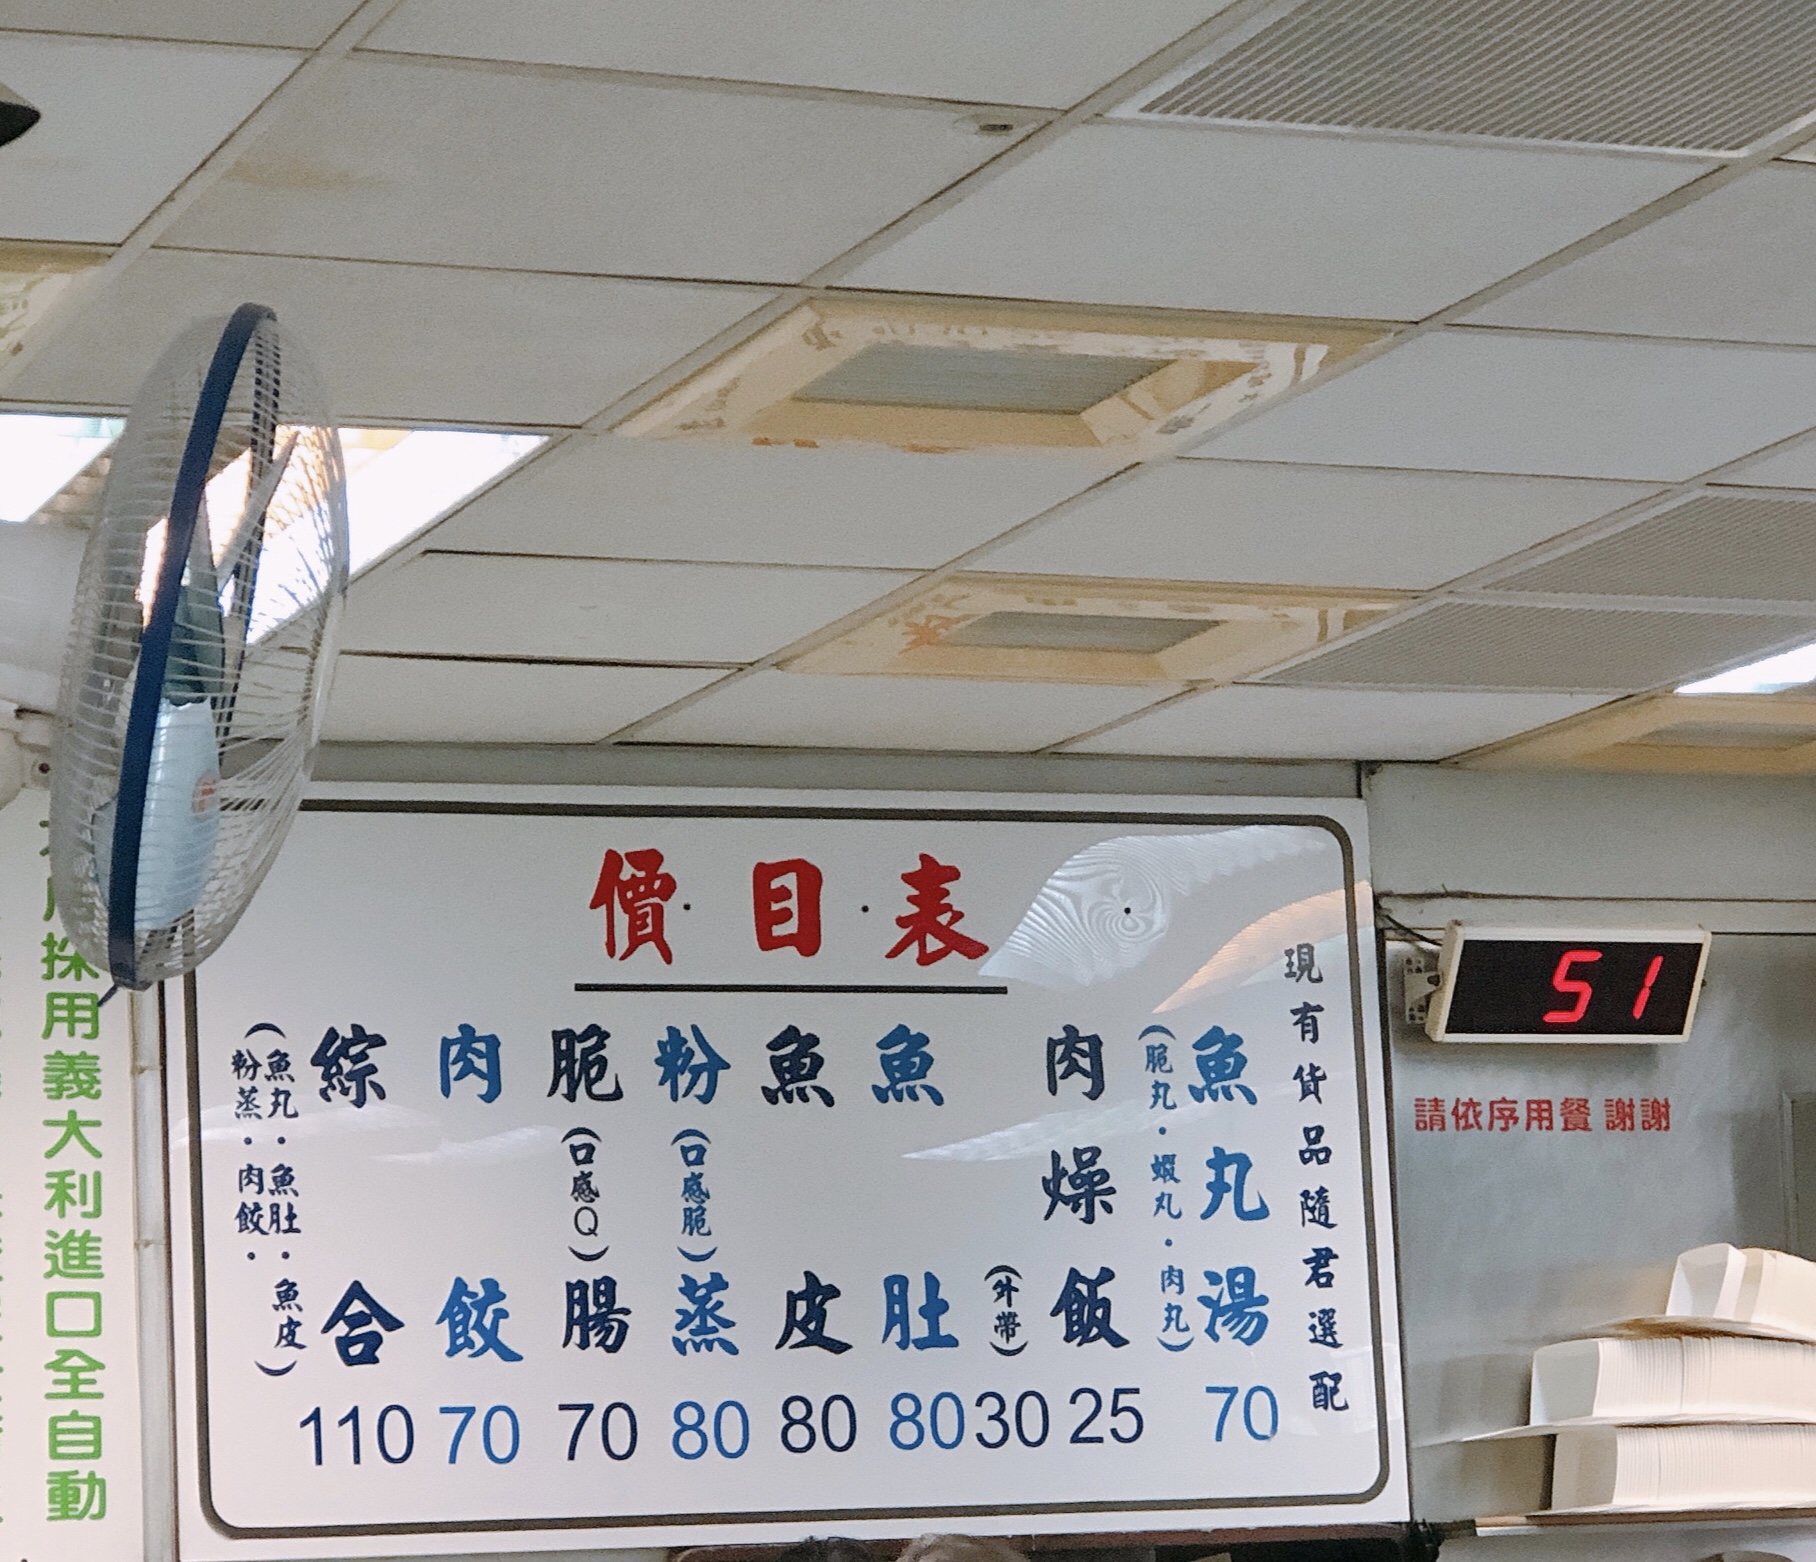 價·目·表
現有貨品隨君選配
魚丸湯 70
(脆丸·蝦丸·肉丸)
肉燥飯 25
(外帶) 30
魚肚 80
魚皮 80
粉(口感脆)蒸 80
脆(口感Q)腸 70
肉餃 70
綜合 110
(魚丸·魚肚·魚皮)
粉蒸·肉餃·
51
請依序用餐 謝謝
採用義大利進口全自動